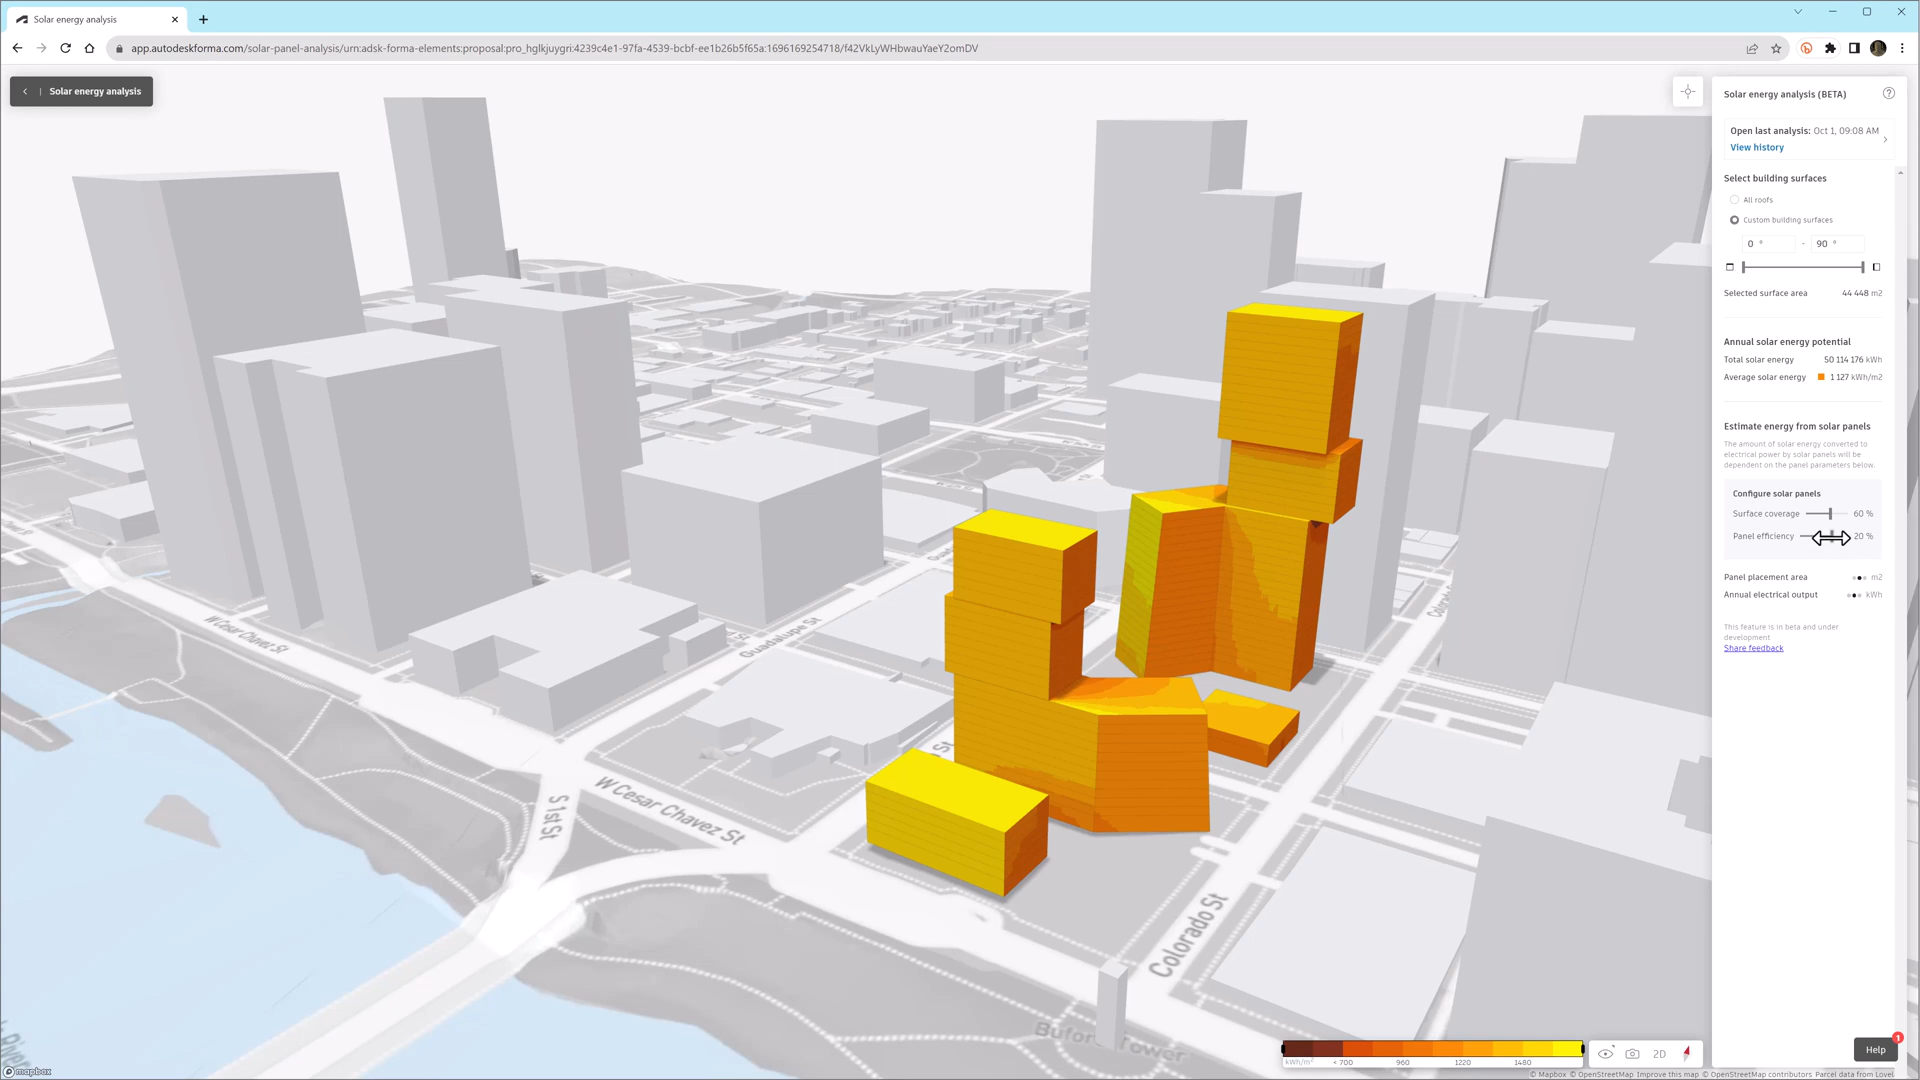 Solar energy analysis
app.autodeskforma.com/solar-panel-analysis/urn:adsk-forma-elements:proposal:pro_hglkjuygri:4239c4e1-97fa-4539-bcbf-ee1b26b5f65a:1696169254718/f42VkLyWHbwauYaeY2omDV
| Solar energy analysis
Solar energy analysis (BETA)
Open last analysis: Oct 1, 09:08 AM
View history
Select building surfaces
All roofs
Custom building surfaces
0 ° - 90 °
Selected surface area 44 448 m2
Annual solar energy potential
Total solar energy 50 114 176 kWh
Average solar energy 1 127 kWh/m2
Estimate energy from solar panels
The amount of solar energy converted to
electrical power by solar panels will be
dependent on the panel parameters below.
Configure solar panels
Surface coverage 60 %
Panel efficiency 20 %
Panel placement area m2
Annual electrical output kWh
This feature is in beta and under
development
Share feedback
W Cesar Chavez St
Guadalupe St
S 1st St
W Cesar Chavez St
Colorado St
Buford Tower
River
kWh/m² < 700 960 1220 1480
2D
Help
1
mapbox
© Mapbox © OpenStreetMap Improve this map © OpenStreetMap contributors Parcel data from Level